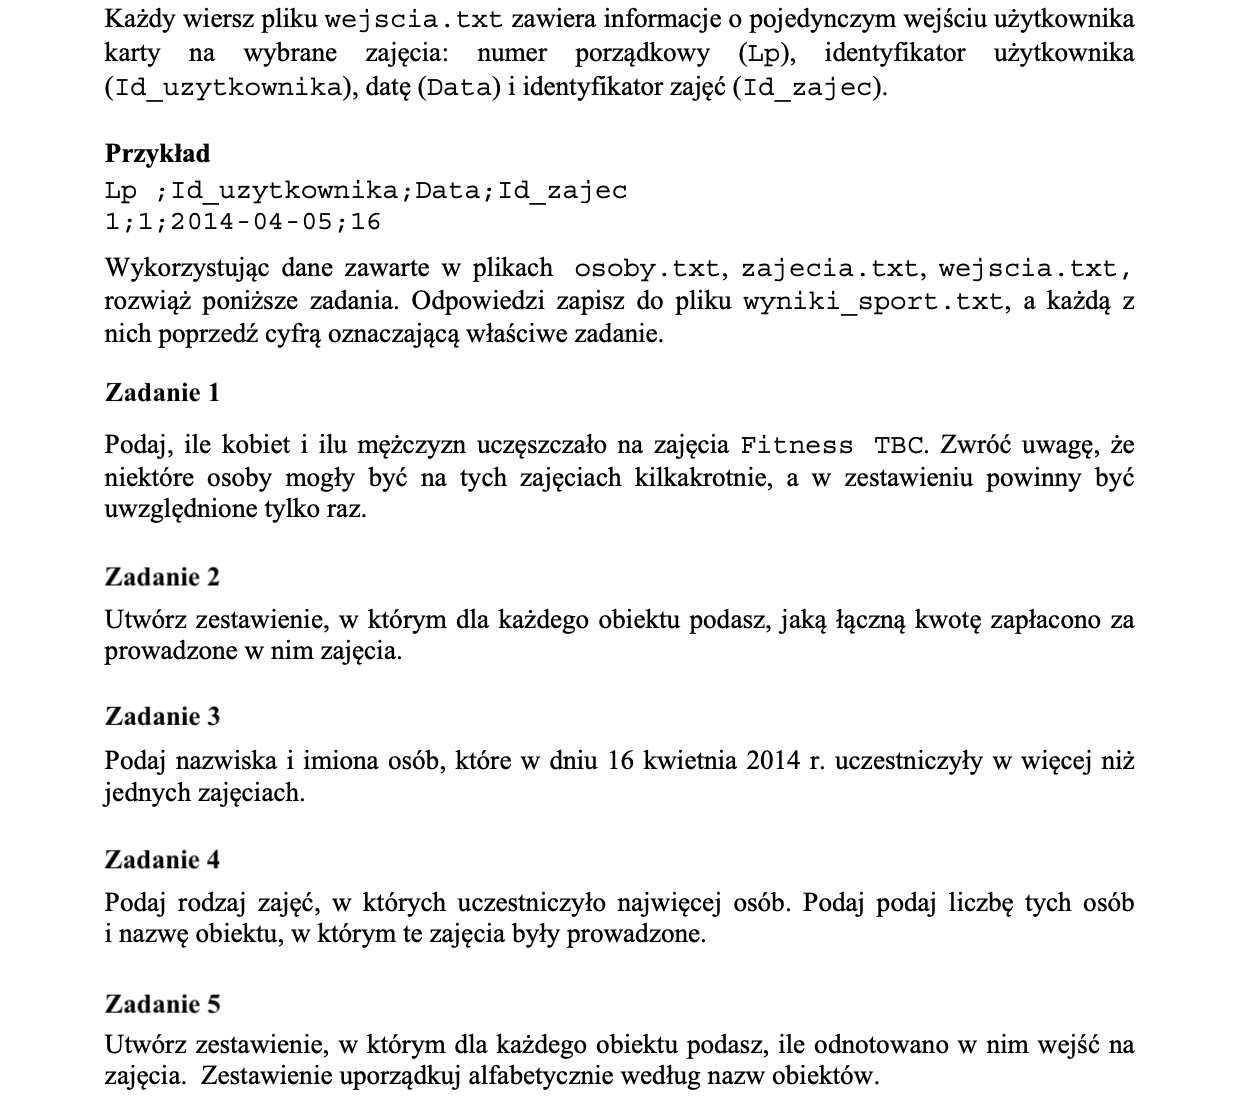 Każdy wiersz pliku wejscia.txt zawiera informacje o pojedynczym wejściu użytkownika
karty na wybrane zajęcia: numer porządkowy (Lp), identyfikator użytkownika
(Id_uzytkownika), datę (Data) i identyfikator zajęć (Id_zajec).
Przykład
Lp ;Id_uzytkownika;Data;Id_zajec
1;1;2014-04-05;16
Wykorzystując dane zawarte w plikach osoby.txt, zajecia.txt, wejscia.txt,
rozwiąż poniższe zadania. Odpowiedzi zapisz do pliku wyniki_sport.txt, a każdą z
nich poprzedź cyfrą oznaczającą właściwe zadanie.
Zadanie 1
Podaj, ile kobiet i ilu mężczyzn uczęszczało na zajęcia Fitness TBC. Zwróć uwagę, że
niektóre osoby mogły być na tych zajęciach kilkakrotnie, a w zestawieniu powinny być
uwzględnione tylko raz.
Zadanie 2
Utwórz zestawienie, w którym dla każdego obiektu podasz, jaką łączną kwotę zapłacono za
prowadzone w nim zajęcia.
Zadanie 3
Podaj nazwiska i imiona osób, które w dniu 16 kwietnia 2014 r. uczestniczyły w więcej niż
jednych zajęciach.
Zadanie 4
Podaj rodzaj zajęć, w których uczestniczyło najwięcej osób. Podaj podaj liczbę tych osób
i nazwę obiektu, w którym te zajęcia były prowadzone.
Zadanie 5
Utwórz zestawienie, w którym dla każdego obiektu podasz, ile odnotowano w nim wejść na
zajęcia. Zestawienie uporządkuj alfabetycznie według nazw obiektów.